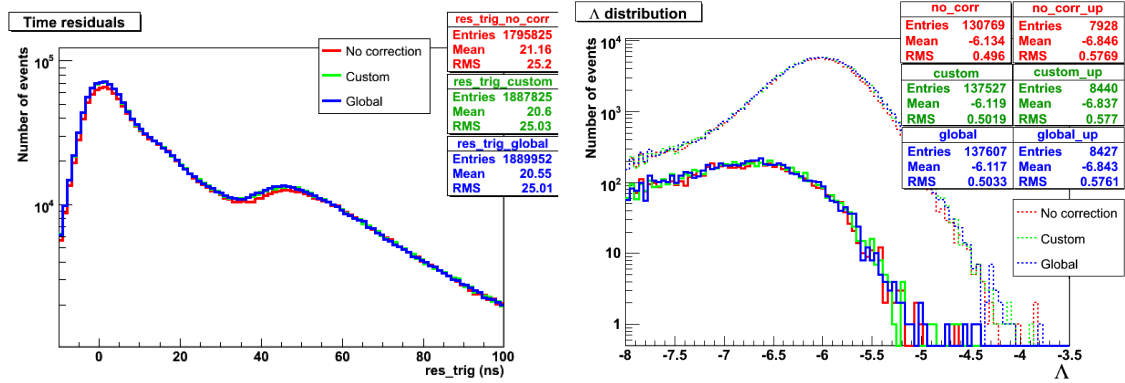 Time residuals
Number of events
10^5
10^4
0 20 40 60 80 100
res_trig (ns)
No correction
Custom
Global
res_trig_no_corr
Entries 1795825
Mean 21.16
RMS 25.2
res_trig_custom
Entries 1887825
Mean 20.6
RMS 25.03
res_trig_global
Entries 1889952
Mean 20.55
RMS 25.01
Λ distribution
Number of events
10^4
10^3
10^2
10
1
-8 -7.5 -7 -6.5 -6 -5.5 -5 -4.5 -4 -3.5
Λ
no_corr
Entries 130769
Mean -6.134
RMS 0.496
no_corr_up
Entries 7928
Mean -6.846
RMS 0.5769
custom
Entries 137527
Mean -6.119
RMS 0.5019
custom_up
Entries 8440
Mean -6.837
RMS 0.577
global
Entries 137607
Mean -6.117
RMS 0.5033
global_up
Entries 8427
Mean -6.843
RMS 0.5761
No correction
Custom
Global